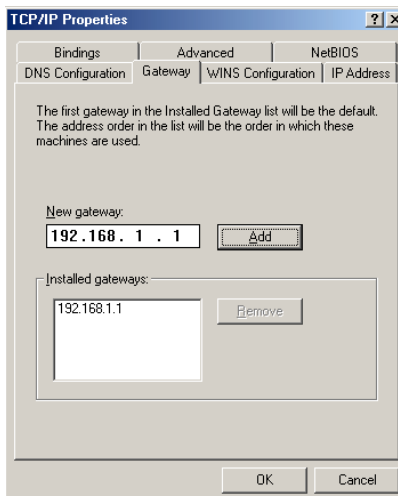 TCP/IP Properties
Bindings
Advanced
NetBIOS
DNS Configuration
Gateway
WINS Configuration
IP Address
The first gateway in the Installed Gateway list will be the default.
The address order in the list will be the order in which these
machines are used.
New gateway:
192.168. 1 . 1
Add
Installed gateways:
192.168.1.1
Remove
OK
Cancel